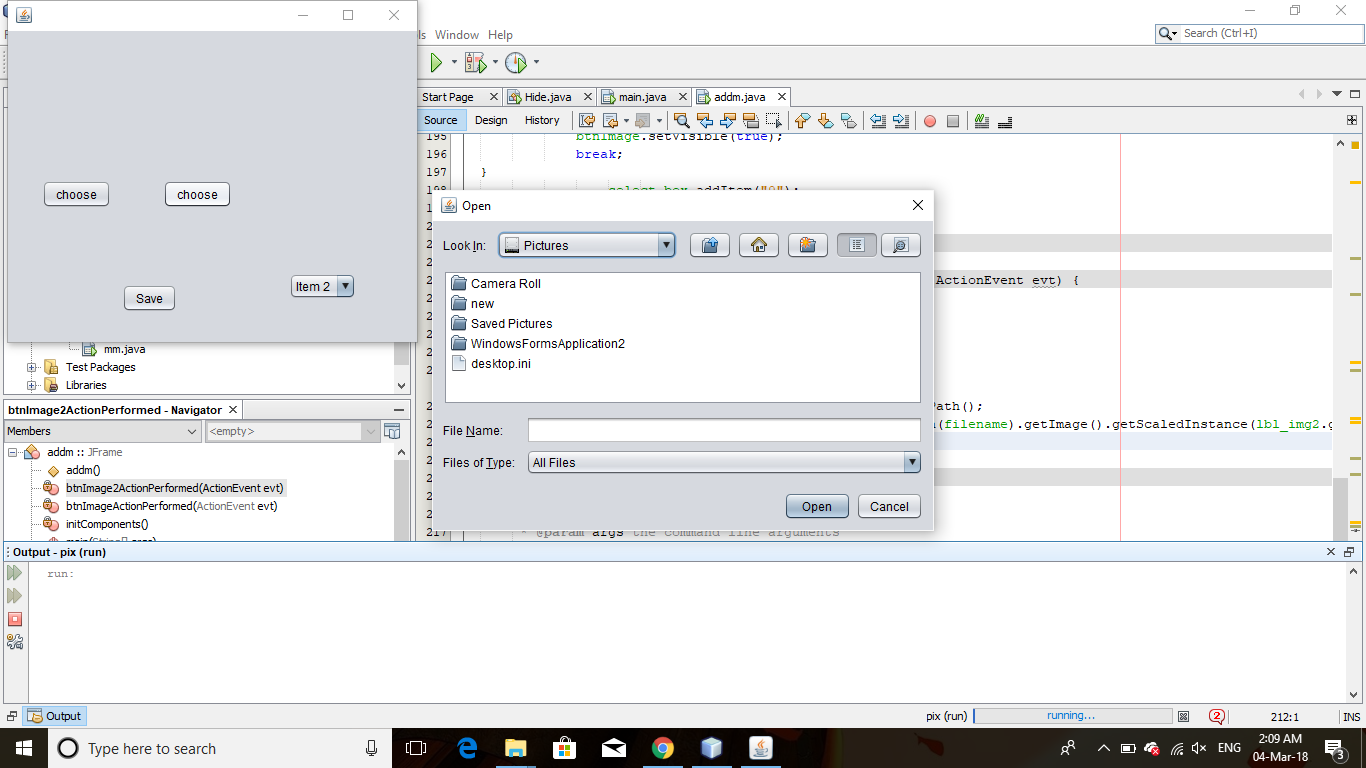 Window Help
Search (Ctrl+I)
Start Page
Hide.java
main.java
addm.java
Source Design History
195 btnImage.setVisible(true);
196 break;
197 }
198 select_box.addItem("0");
choose
choose
Save
Item 2
Open
Look In: Pictures
Camera Roll
new
Saved Pictures
WindowsFormsApplication2
desktop.ini
File Name:
Files of Type: All Files
Open Cancel
ActionEvent evt) {
Path();
(filename).getImage().getScaledInstance(lbl_img2.g
217 * @param args the command line arguments
mm.java
Test Packages
Libraries
btnImage2ActionPerformed - Navigator
Members <empty>
addm :: JFrame
addm()
btnImage2ActionPerformed(ActionEvent evt)
btnImageActionPerformed(ActionEvent evt)
initComponents()
main(String[] args)
Output - pix (run)
run:
Output
pix (run) running... 2 212:1 INS
Type here to search
ENG
2:09 AM
04-Mar-18
3